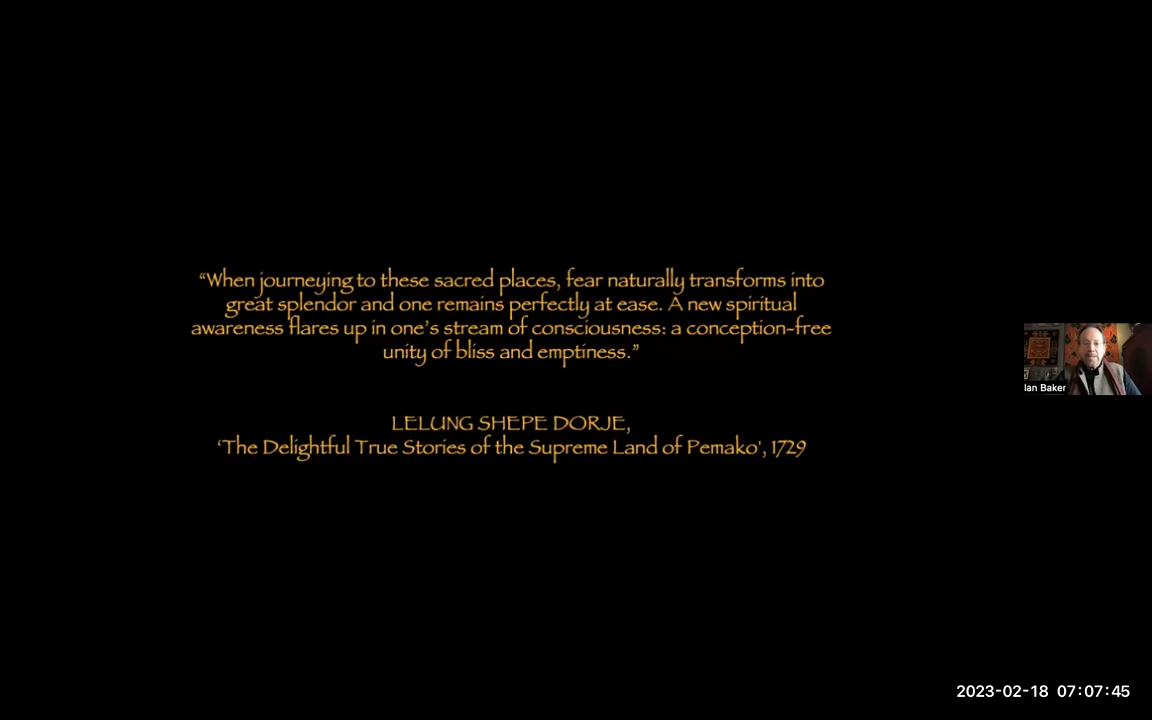 “When journeying to these sacred places, fear naturally transforms into
great splendor and one remains perfectly at ease. A new spiritual
awareness flares up in one’s stream of consciousness: a conception-free
unity of bliss and emptiness.”
LELUNG SHEPE DORJE,
‘The Delightful True Stories of the Supreme Land of Pemako', 1729
Ian Baker
2023-02-18 07:07:45